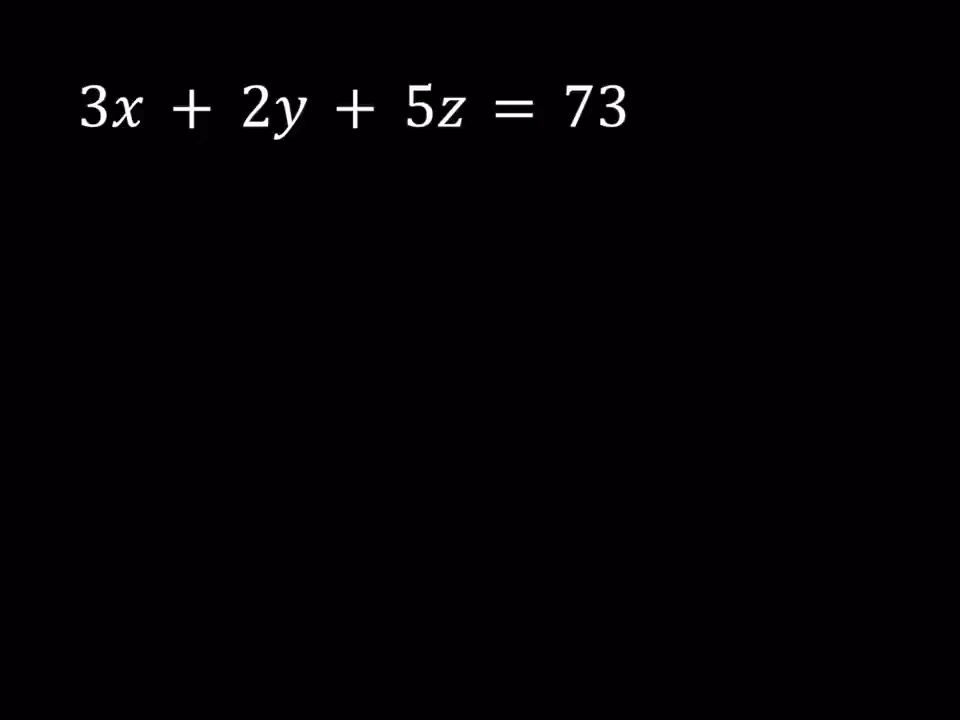 3x + 2y + 5z = 73